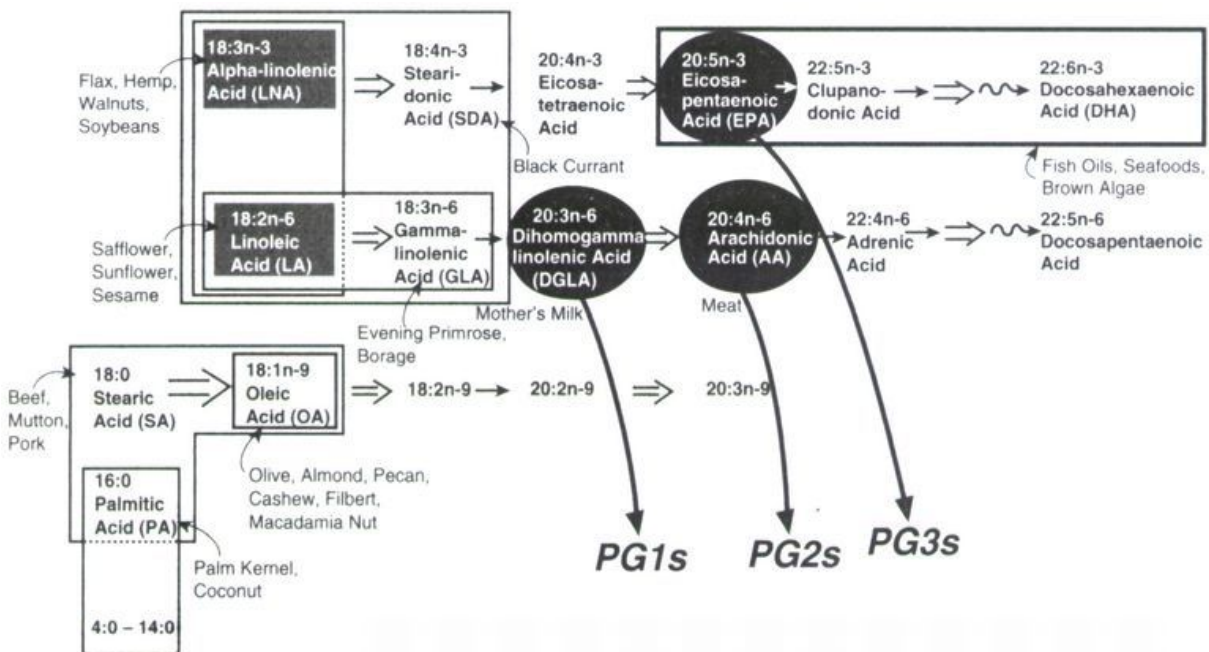 18:3n-3
Alpha-linolenic
Acid (LNA)
18:4n-3
Steari-
donic
Acid (SDA)
20:4n-3
Eicosa-
tetraenoic
Acid
20:5n-3
Eicosa-
pentaenoic
Acid (EPA)
22:5n-3
Clupano-
donic Acid
22:6n-3
Docosahexaenoic
Acid (DHA)
Flax, Hemp,
Walnuts,
Soybeans
Black Currant
Fish Oils, Seafoods,
Brown Algae
18:2n-6
Linoleic
Acid (LA)
18:3n-6
Gamma-
linolenic
Acid (GLA)
20:3n-6
Dihomogamma
linolenic Acid
(DGLA)
20:4n-6
Arachidonic
Acid (AA)
22:4n-6
Adrenic
Acid
22:5n-6
Docosapentaenoic
Acid
Safflower,
Sunflower,
Sesame
Mother's Milk
Meat
Evening Primrose,
Borage
18:0
Stearic
Acid (SA)
18:1n-9
Oleic
Acid (OA)
18:2n-9
20:2n-9
20:3n-9
Beef,
Mutton,
Pork
16:0
Palmitic
Acid (PA)
Olive, Almond, Pecan,
Cashew, Filbert,
Macadamia Nut
Palm Kernel,
Coconut
4:0 – 14:0
PG1s
PG2s
PG3s